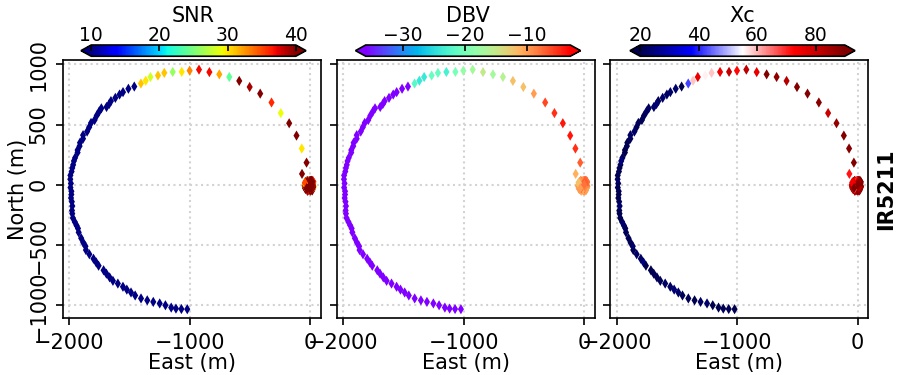 SNR DBV Xc
10 20 30 40 −30 −20 −10 20 40 60 80
1000
500
0
−500
−1000
North (m)
−2000 −1000 0 −2000 −1000 0 −2000 −1000 0
East (m) East (m) East (m)
IR5211